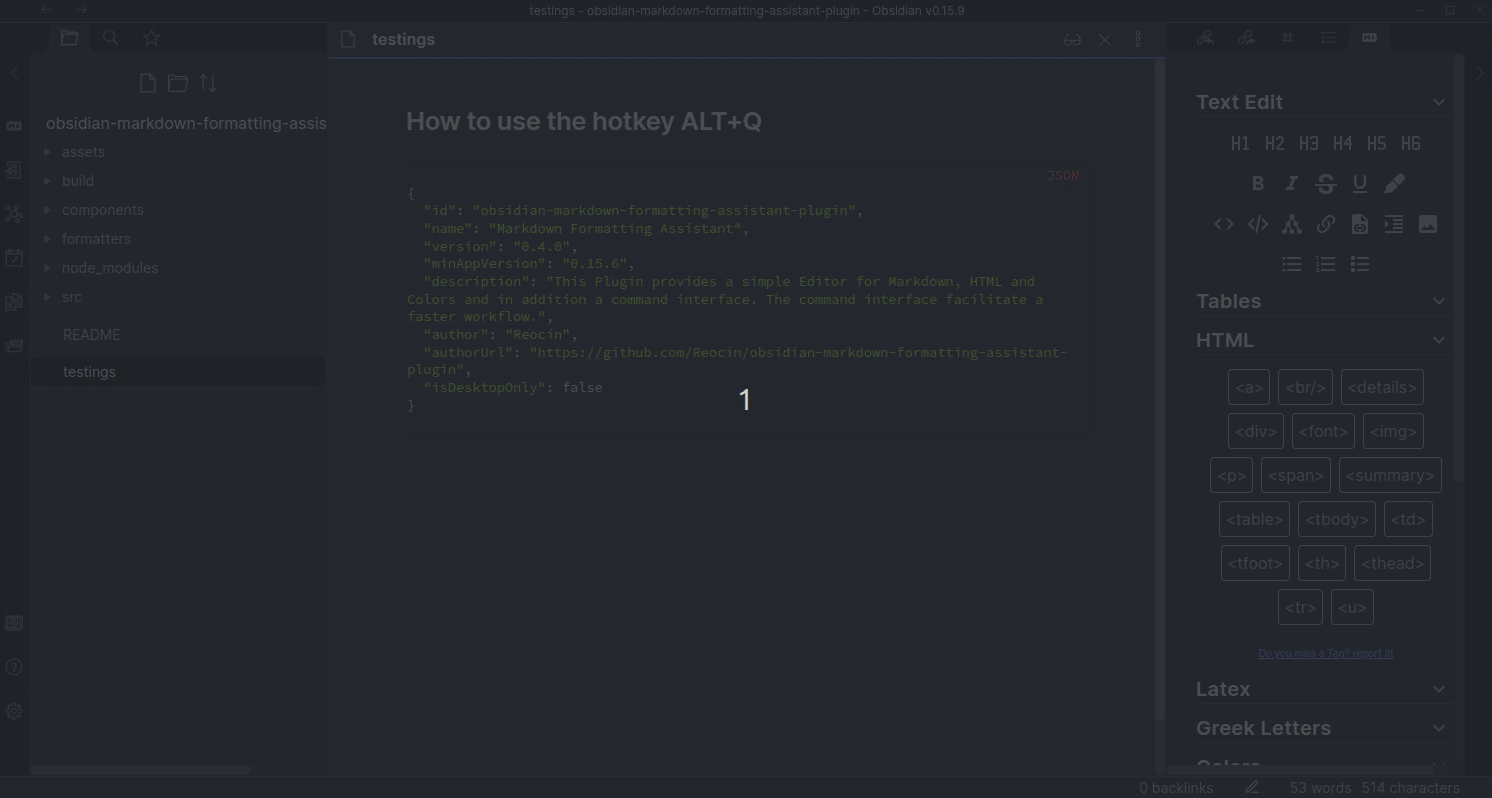 testings - obsidian-markdown-formatting-assistant-plugin - Obsidian v0.15.9
testings
obsidian-markdown-formatting-assis
assets
build
components
formatters
node_modules
src
README
testings
How to use the hotkey ALT+Q
JSON
{
"id": "obsidian-markdown-formatting-assistant-plugin",
"name": "Markdown Formatting Assistant",
"version": "0.4.0",
"minAppVersion": "0.15.6",
"description": "This Plugin provides a simple Editor for Markdown, HTML and
Colors and in addition a command interface. The command interface facilitate a
faster workflow.",
"author": "Reocin",
"authorUrl": "https://github.com/Reocin/obsidian-markdown-formatting-assistant-
plugin",
"isDesktopOnly": false
}
1
Text Edit
H1 H2 H3 H4 H5 H6
B I S U
Tables
HTML
<a> <br/> <details>
<div> <font> <img>
<p> <span> <summary>
<table> <tbody> <td>
<tfoot> <th> <thead>
<tr> <u>
Do you miss a Tag? report it!
Latex
Greek Letters
Colors
0 backlinks 53 words 514 characters